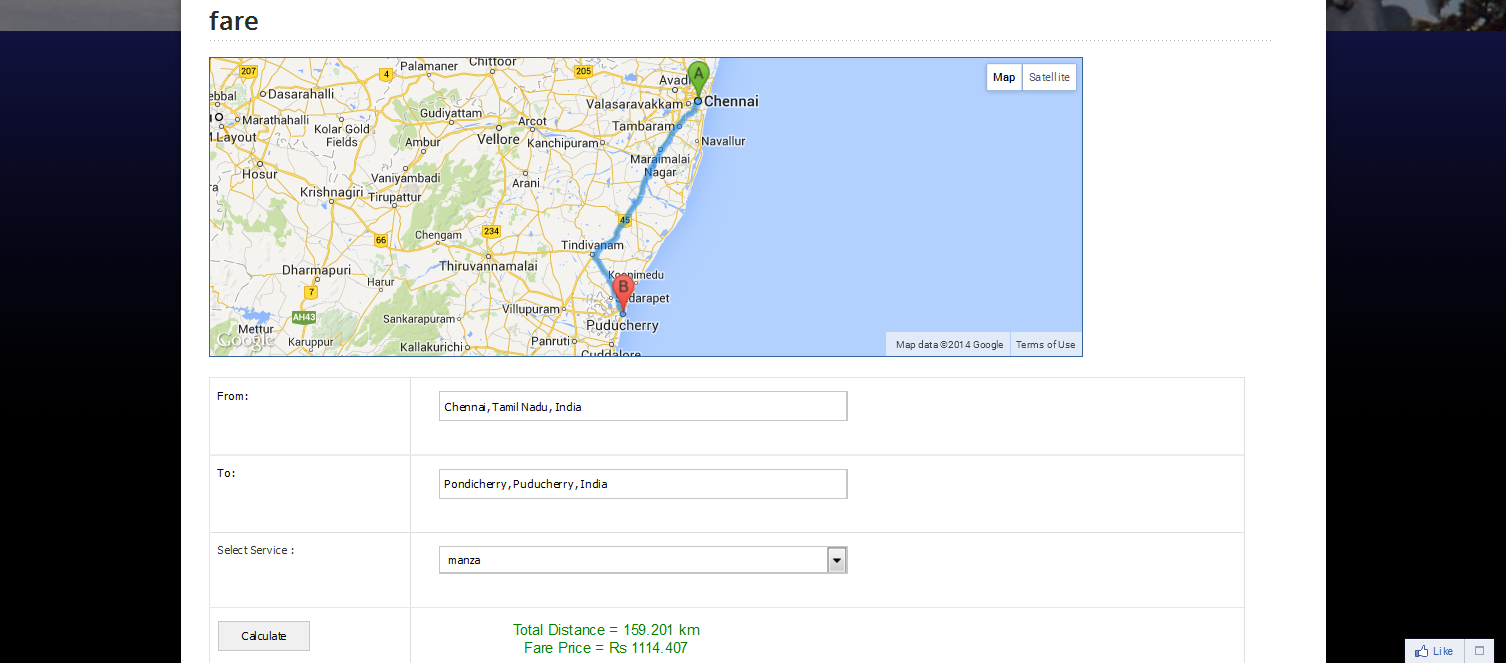 fare
Chittoor
Palamaner
207
4
205
Avadi
A
Map
Satellite
Dasarahalli
Valasaravakkam
Chennai
Marathahalli
Gudiyattam
Arcot
Tambaram
Kolar Gold
Fields
Layout
Ambur
Vellore
Kanchipuram
Navallur
Maraimalai
Nagar
Hosur
Vaniyambadi
Arani
Krishnagiri
Tirupattur
45
66
Chengam
234
Tindivanam
Dharmapuri
Thiruvannamalai
Harur
7
B
Villupuram
AH43
Sankarapuram
Puducherry
Mettur
Google
Karuppur
Kallakurichi
Panruti
Cuddalore
Map data ©2014 Google
Terms of Use
From:
Chennai, Tamil Nadu, India
To:
Pondicherry, Puducherry, India
Select Service :
manza
Calculate
Total Distance = 159.201 km
Fare Price = Rs 1114.407
Like